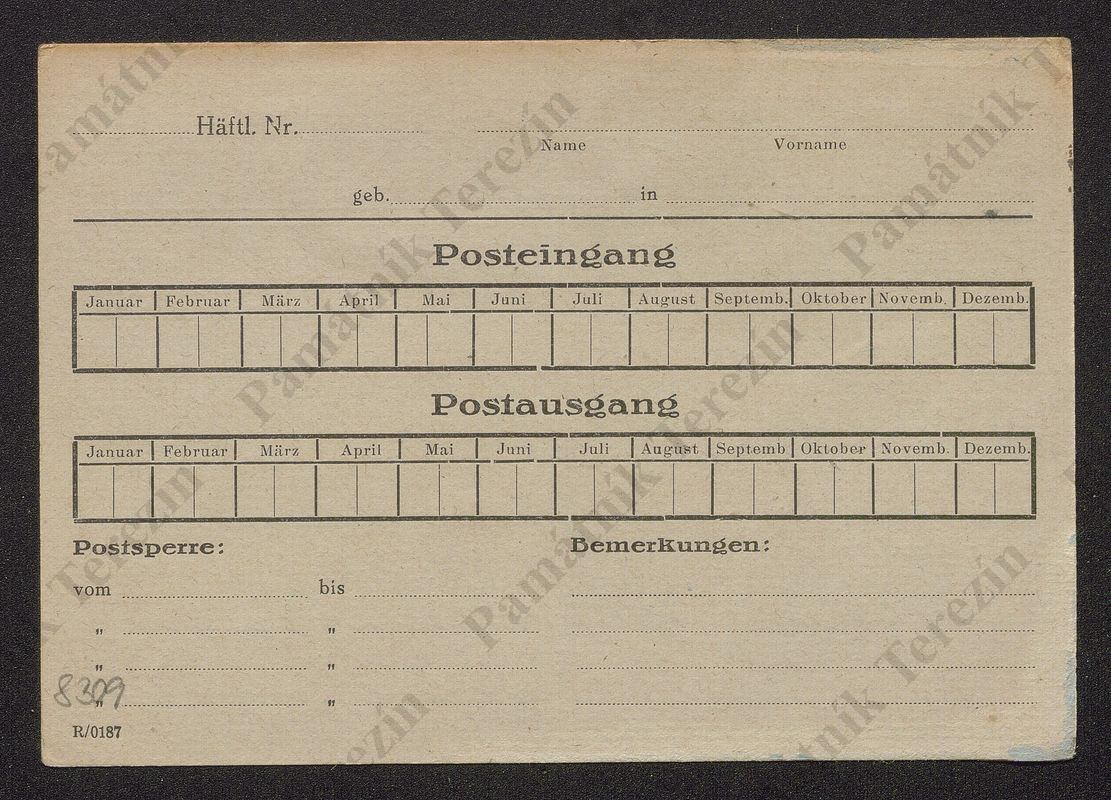 Häftl. Nr.
Name Vorname
geb. in
Posteingang
Januar Februar März April Mai Juni Juli August Septemb. Oktober Novemb. Dezemb.
Postausgang
Januar Februar März April Mai Juni Juli August Septemb Oktober Novemb. Dezemb.
Postsperre: Bemerkungen:
vom bis
" "
" "
" "
8309
R/0187
Památník Terezín